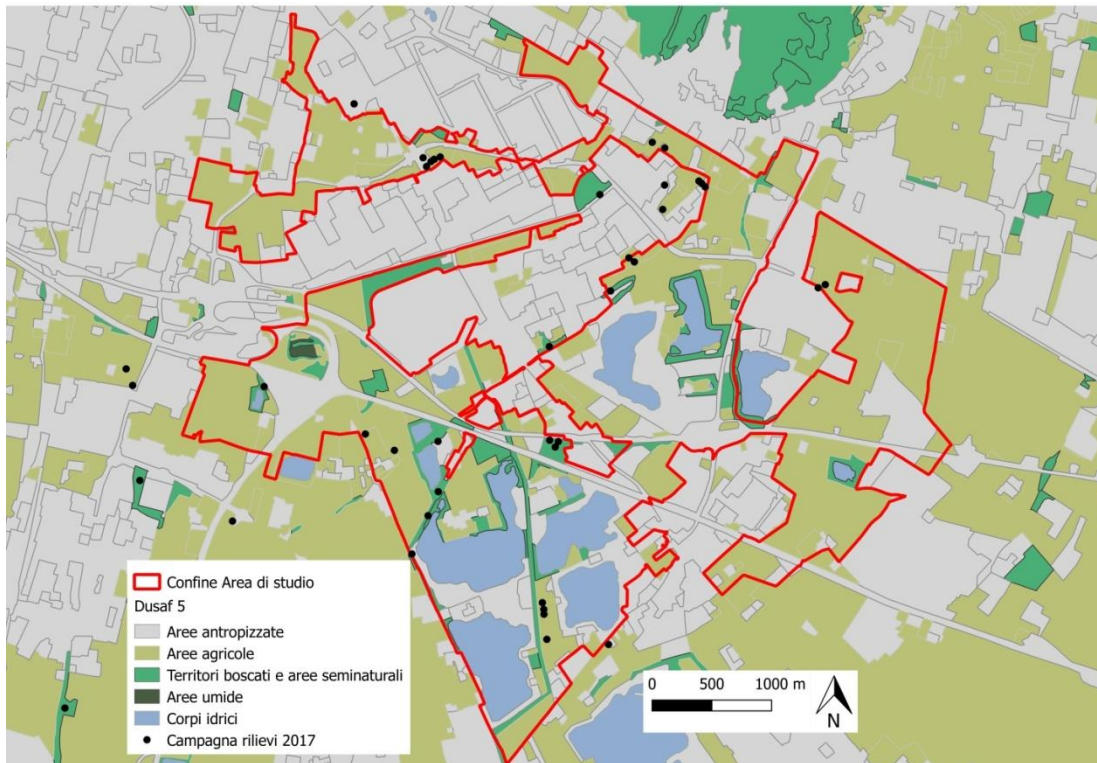 Confine Area di studio
Dusaf 5
Aree antropizzate
Aree agricole
Territori boscati e aree seminaturali
Aree umide
Corpi idrici
Campagna rilievi 2017
0 500 1000 m
N